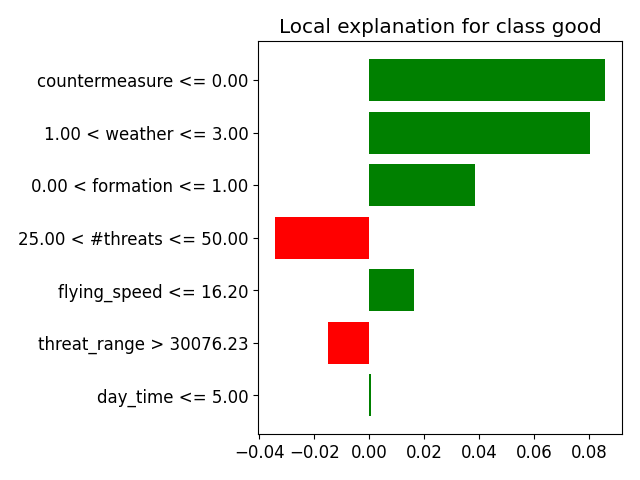 Local explanation for class good
countermeasure <= 0.00
1.00 < weather <= 3.00
0.00 < formation <= 1.00
25.00 < #threats <= 50.00
flying_speed <= 16.20
threat_range > 30076.23
day_time <= 5.00
−0.04 −0.02 0.00 0.02 0.04 0.06 0.08